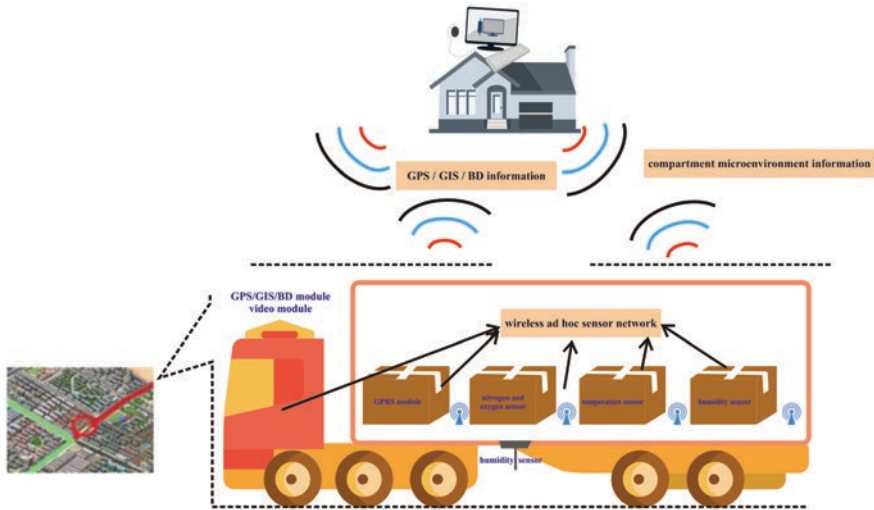 GPS / GIS / BD information
compartment microenvironment information
GPS/GIS/BD module
video module
wireless ad hoc sensor network
GPRS module
nitrogen and
oxygen sensor
temperature sensor
humidity sensor
humidity sensor